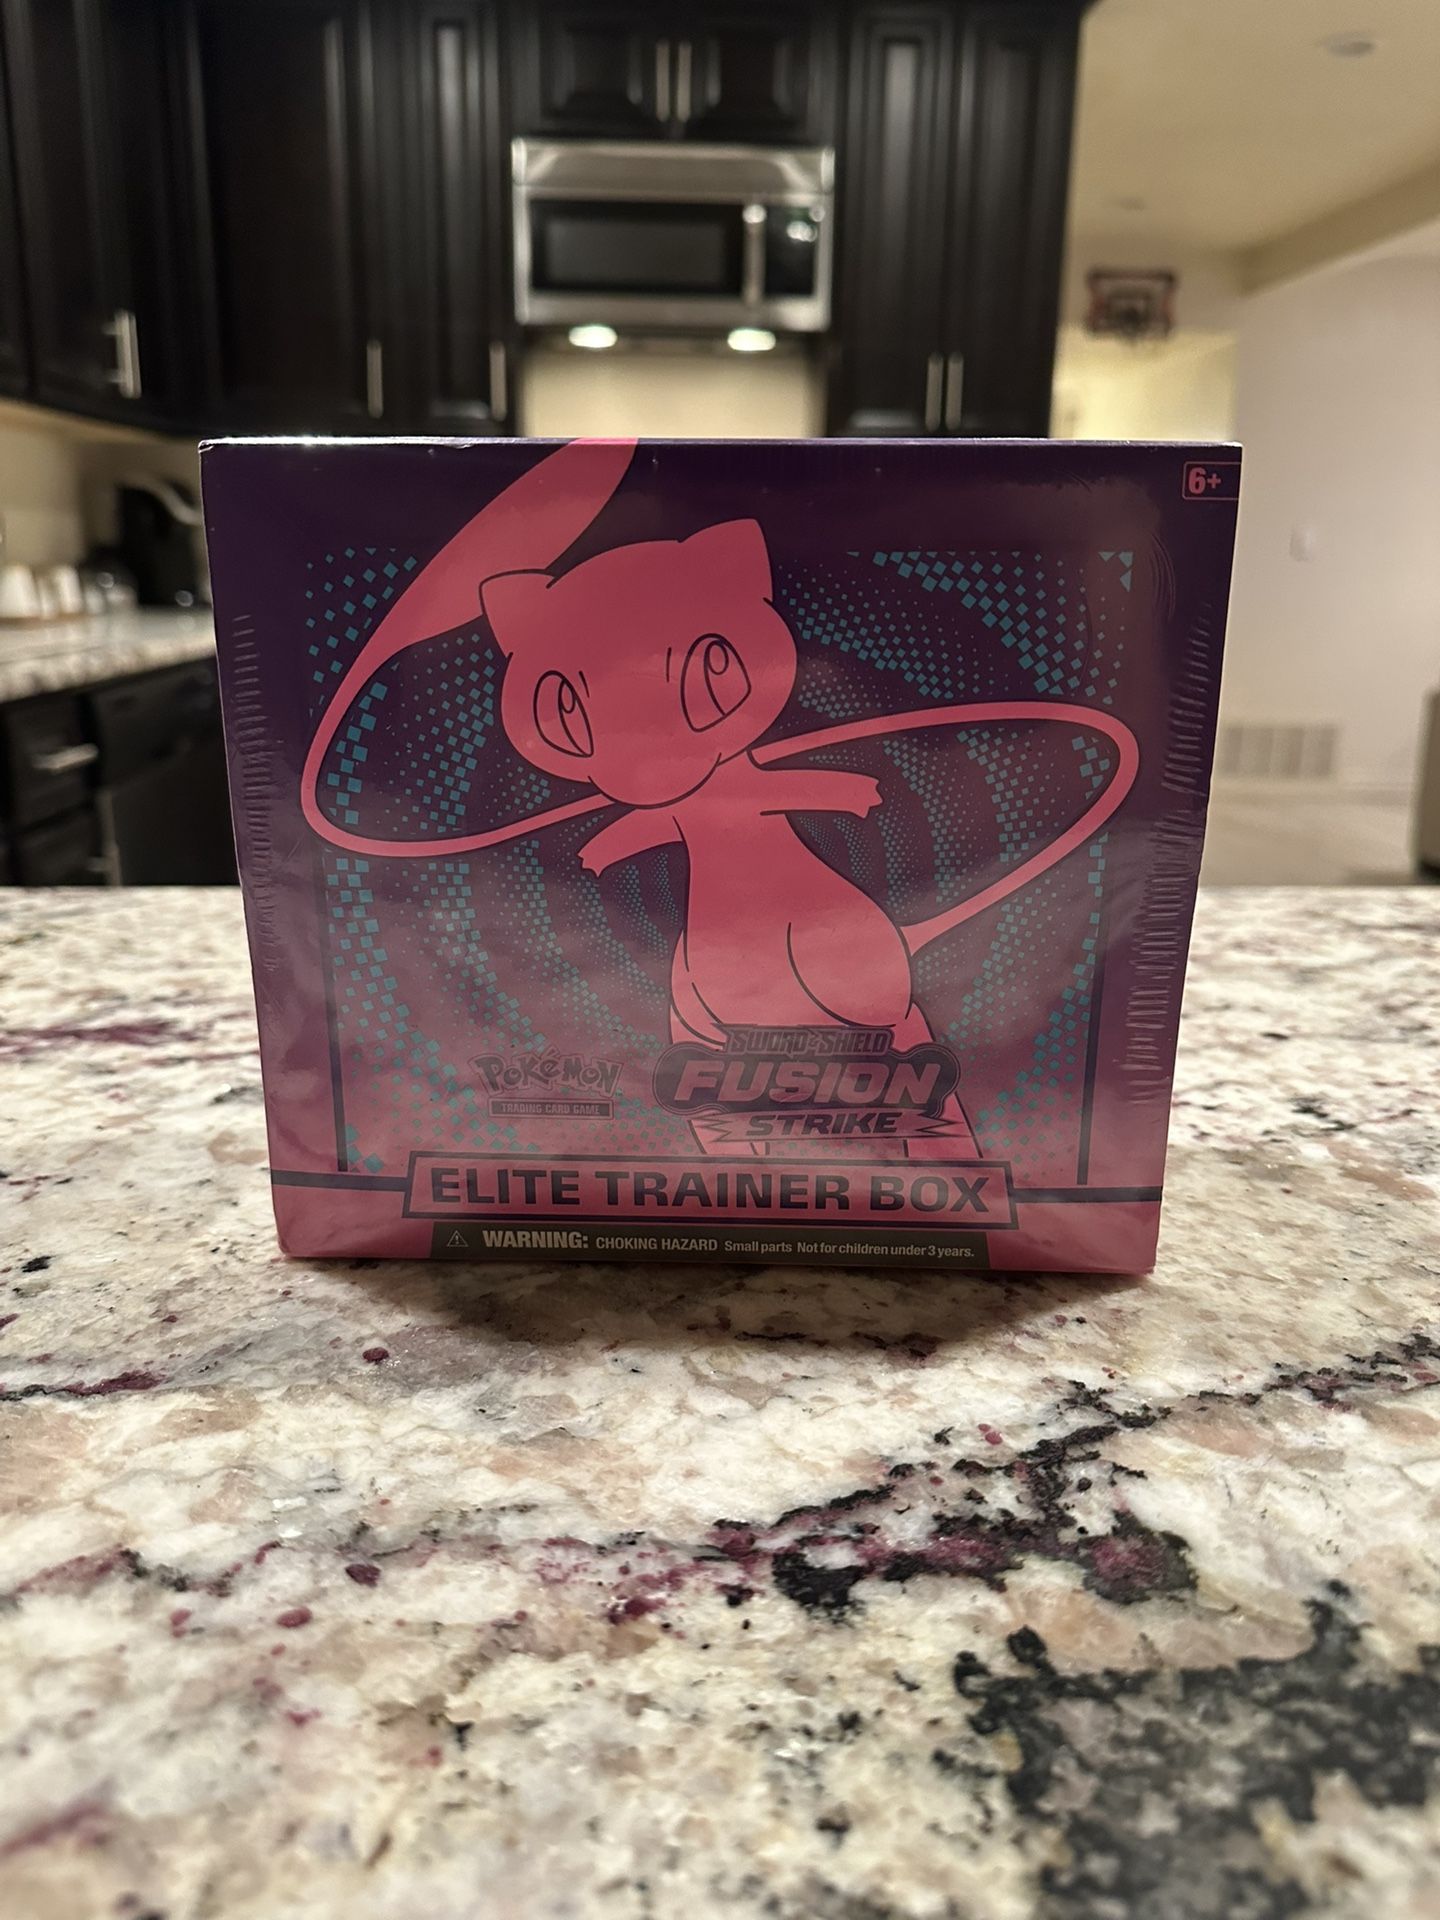 6+
SWORD & SHIELD
POKéMON
TRADING CARD GAME
FUSION
STRIKE
ELITE TRAINER BOX
WARNING: CHOKING HAZARD Small parts Not for children under 3 years.